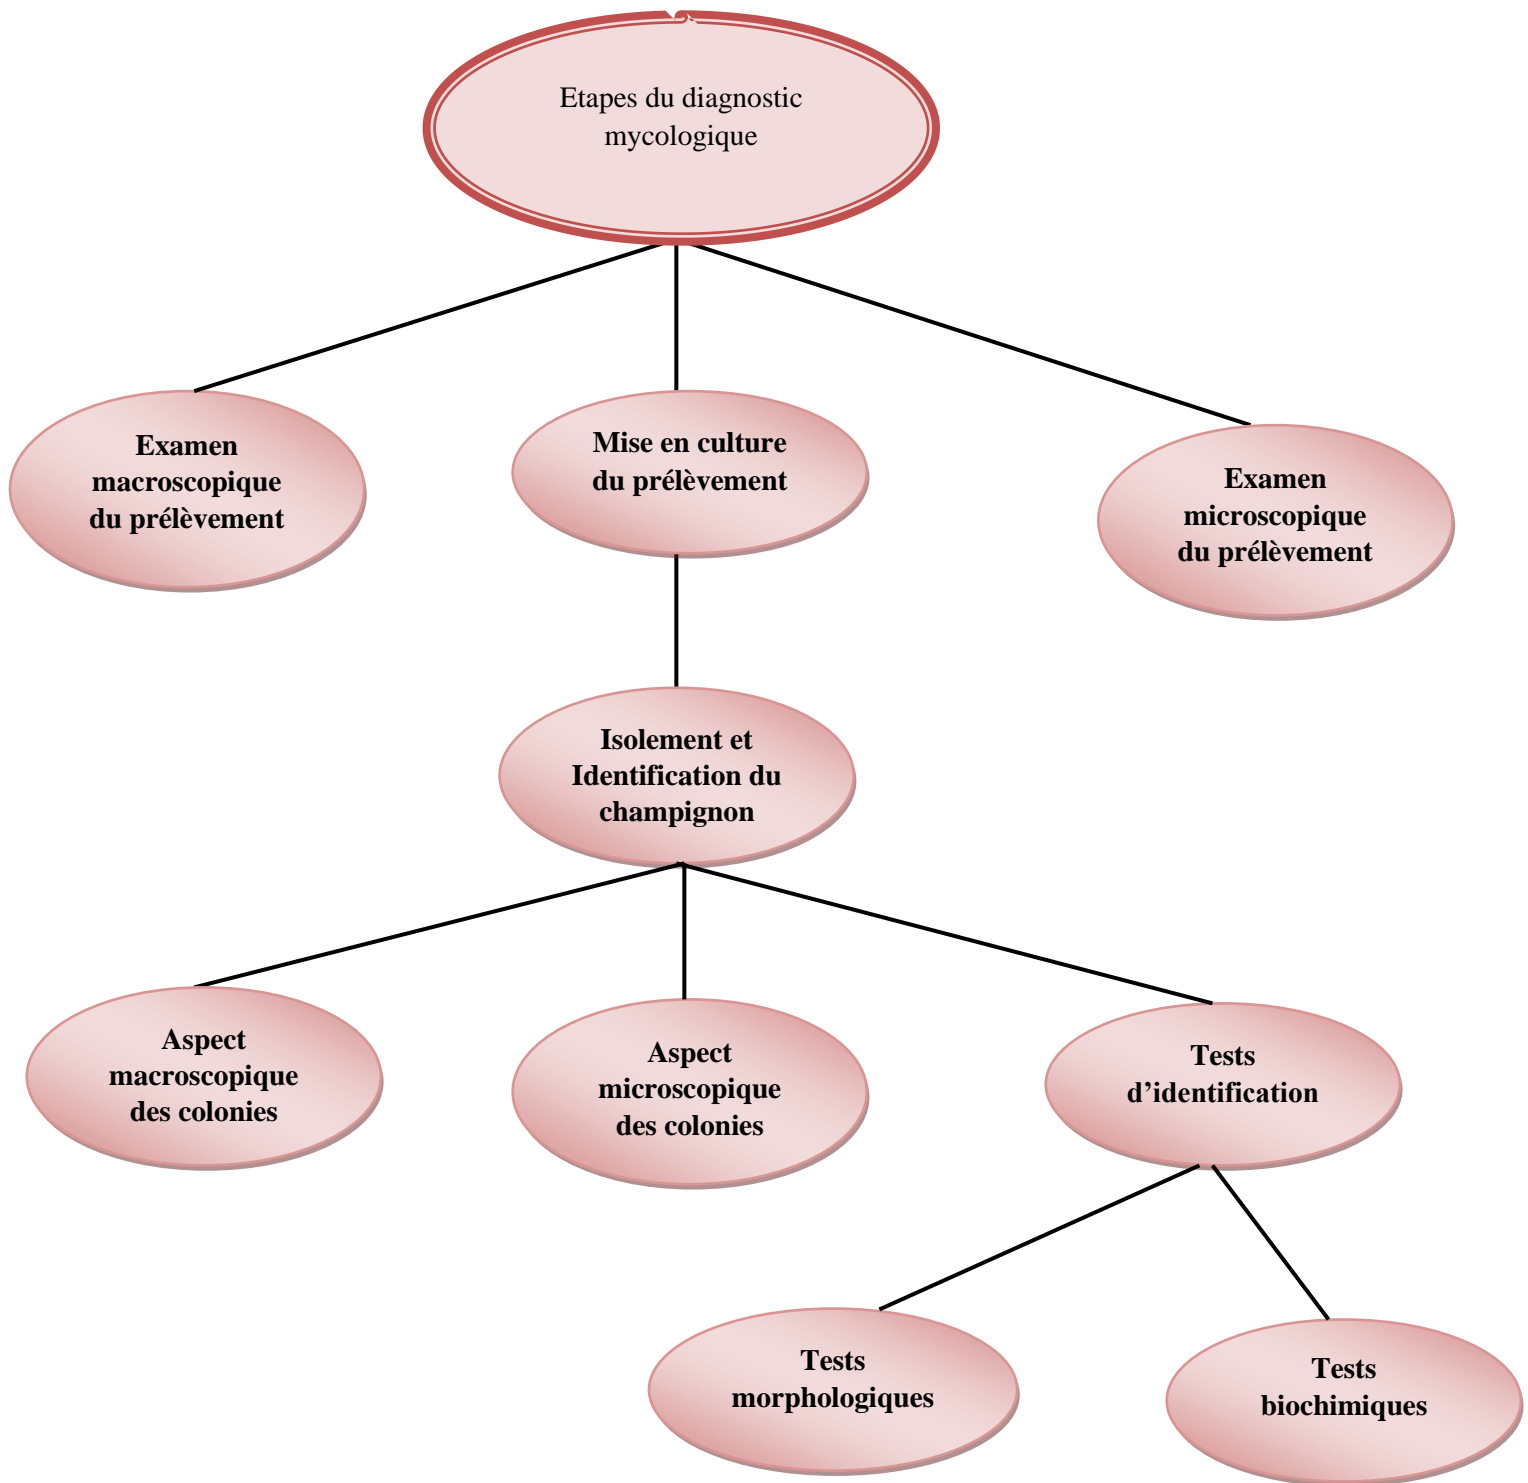 Etapes du diagnostic
mycologique
Examen
macroscopique
du prélèvement
Mise en culture
du prélèvement
Examen
microscopique
du prélèvement
Isolement et
Identification du
champignon
Aspect
macroscopique
des colonies
Aspect
microscopique
des colonies
Tests
d’identification
Tests
morphologiques
Tests
biochimiques